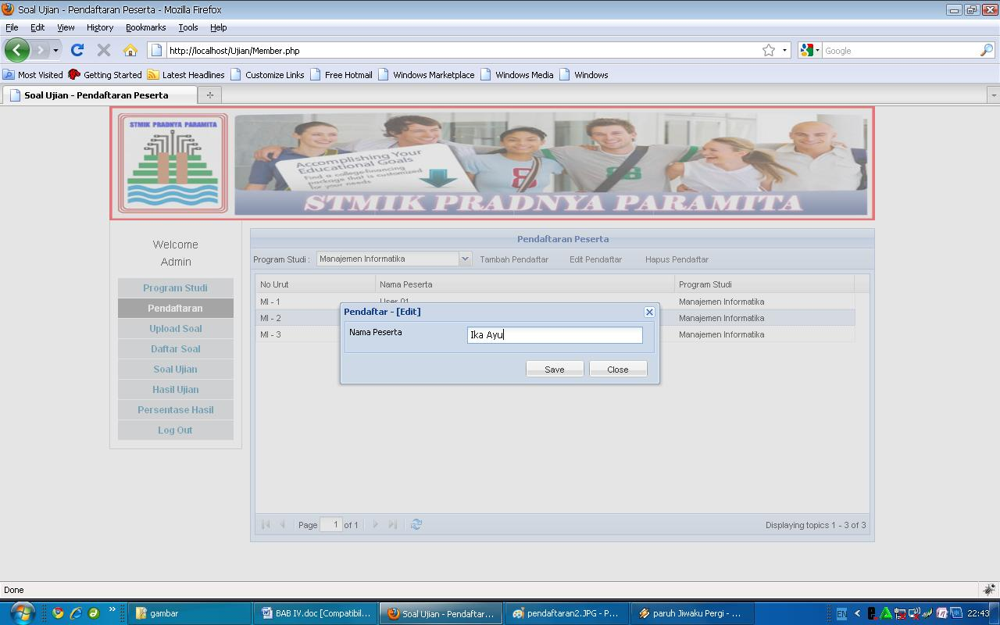 Soal Ujian - Pendaftaran Peserta - Mozilla Firefox
File Edit View History Bookmarks Tools Help
http://localhost/Ujian/Member.php
Google
Most Visited Getting Started Latest Headlines Customize Links Free Hotmail Windows Marketplace Windows Media Windows
Soal Ujian - Pendaftaran Peserta
STMIK PRADNYA PARAMITA
Accomplishing Your
Educational Goals
Find a college-financing
package that is customized
for your needs
8
8
STMIK PRADNYA PARAMITA
Welcome
Admin
Program Studi
Pendaftaran
Upload Soal
Daftar Soal
Soal Ujian
Hasil Ujian
Persentase Hasil
Log Out
Pendaftaran Peserta
Program Studi : Manajemen Informatika Tambah Pendaftar Edit Pendaftar Hapus Pendaftar
No Urut Nama Peserta Program Studi
MI - 1 User 01 Manajemen Informatika
MI - 2 Manajemen Informatika
MI - 3 Manajemen Informatika
Pendaftar - [Edit]
Nama Peserta Ika Ayu
Save Close
Page 1 of 1 Displaying topics 1 - 3 of 3
Done
gambar BAB IV.doc [Compatibil... Soal Ujian - Pendaftar... pendaftaran2.JPG - P... paruh Jiwaku Pergi - ... EN 22:43